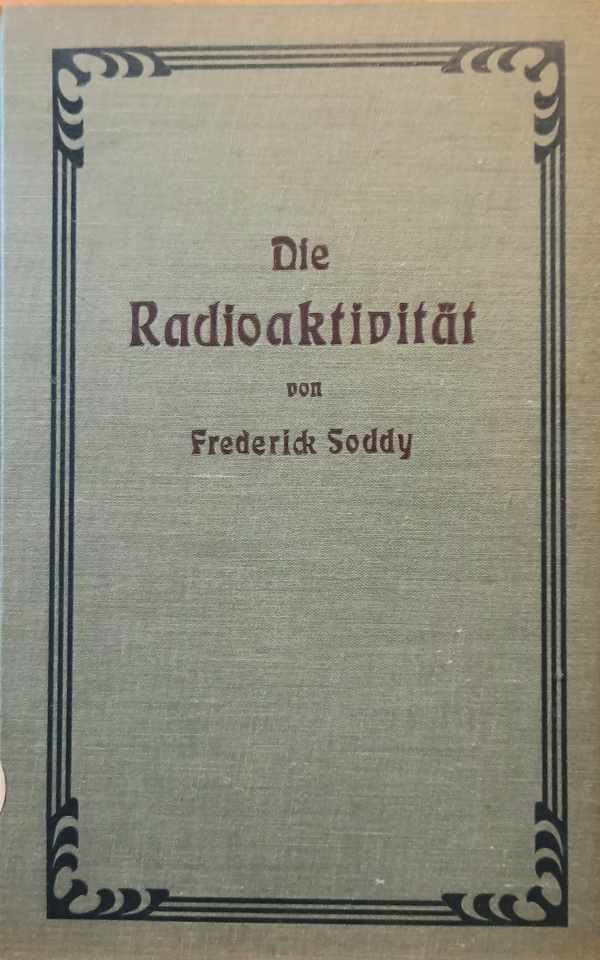 Die
Radioaktivität
von
Frederick Soddy